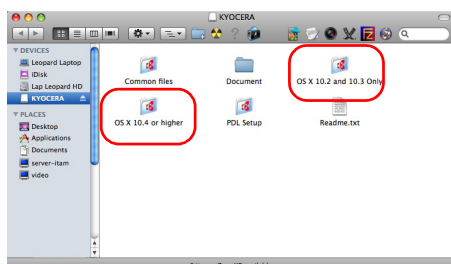 KYOCERA
DEVICES
Leopard Laptop
iDisk
Lap Leopard HD
KYOCERA
PLACES
Desktop
Applications
Documents
server-itam
video
Common files
Document
OS X 10.2 and 10.3 Only
OS X 10.4 or higher
PDL Setup
Readme.txt